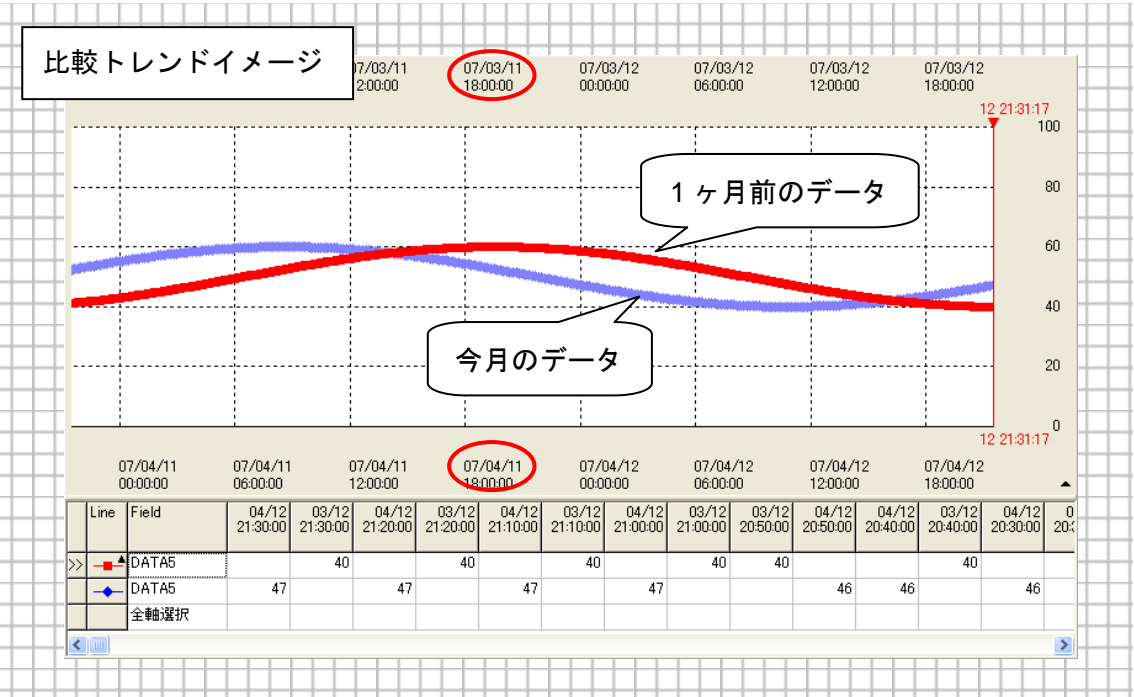 比較トレンドイメージ
07/03/11 07/03/11 07/03/12 07/03/12 07/03/12 07/03/12
2:00:00 18:00:00 00:00:00 06:00:00 12:00:00 18:00:00
12 21:31:17
100
80
1ヶ月前のデータ
60
40
今月のデータ
20
0
12 21:31:17
07/04/11 07/04/11 07/04/11 07/04/11 07/04/12 07/04/12 07/04/12 07/04/12
00:00:00 06:00:00 12:00:00 18:00:00 00:00:00 06:00:00 12:00:00 18:00:00
Line Field 04/12 03/12 04/12 03/12 04/12 03/12 04/12 03/12 03/12 04/12 04/12 03/12 04/12 0
21:30:00 21:30:00 21:20:00 21:20:00 21:10:00 21:10:00 21:00:00 21:00:00 20:50:00 20:50:00 20:40:00 20:40:00 20:30:00 20:3
>> DATA5 40 40 40 40 40 40
DATA5 47 47 47 47 46 46 46
全軸選択